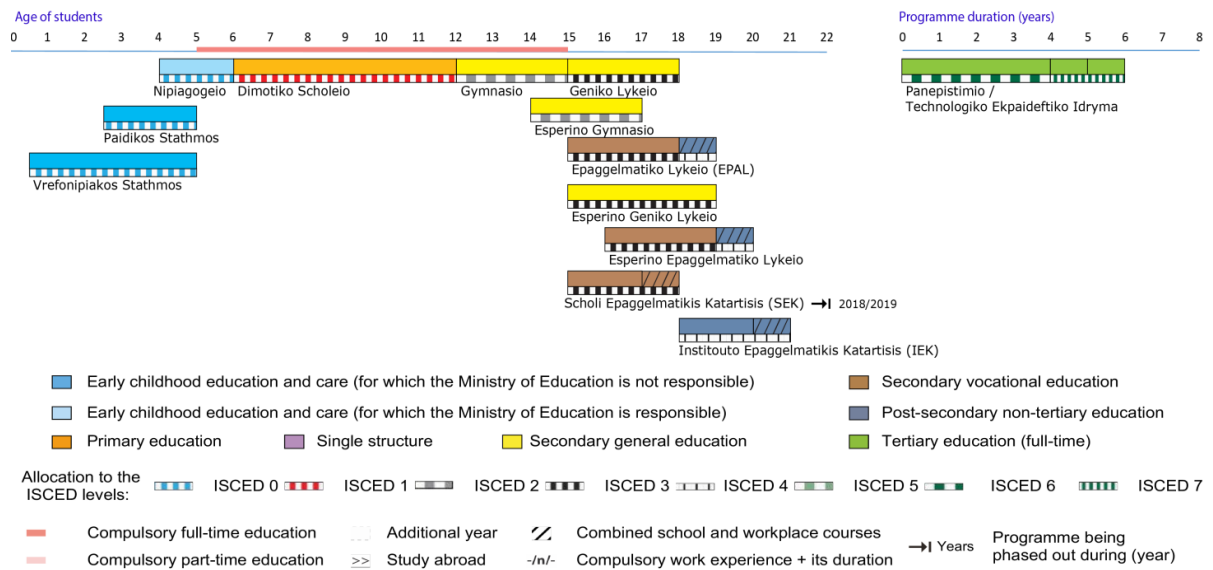 Age of students
Programme duration (years)
0 1 2 3 4 5 6 7 8 9 10 11 12 13 14 15 16 17 18 19 20 21 22
0 1 2 3 4 5 6 7 8
Nipiagogeio
Dimotiko Scholeio
Gymnasio
Geniko Lykeio
Panepistimio /
Technologiko Ekpaideftiko Idryma
Paidikos Stathmos
Esperino Gymnasio
Epaggelmatiko Lykeio (EPAL)
Vrefonipiakos Stathmos
Esperino Geniko Lykeio
Esperino Epaggelmatiko Lykeio
Scholi Epaggelmatikis Katartisis (SEK) 2018/2019
Institouto Epaggelmatikis Katartisis (IEK)
Early childhood education and care (for which the Ministry of Education is not responsible)
Secondary vocational education
Early childhood education and care (for which the Ministry of Education is responsible)
Post-secondary non-tertiary education
Primary education
Single structure
Secondary general education
Tertiary education (full-time)
Allocation to the
ISCED levels:
ISCED 0
ISCED 1
ISCED 2
ISCED 3
ISCED 4
ISCED 5
ISCED 6
ISCED 7
Compulsory full-time education
Additional year
Combined school and workplace courses
Years
Programme being
phased out during (year)
Compulsory part-time education
>> Study abroad
-/n/- Compulsory work experience + its duration